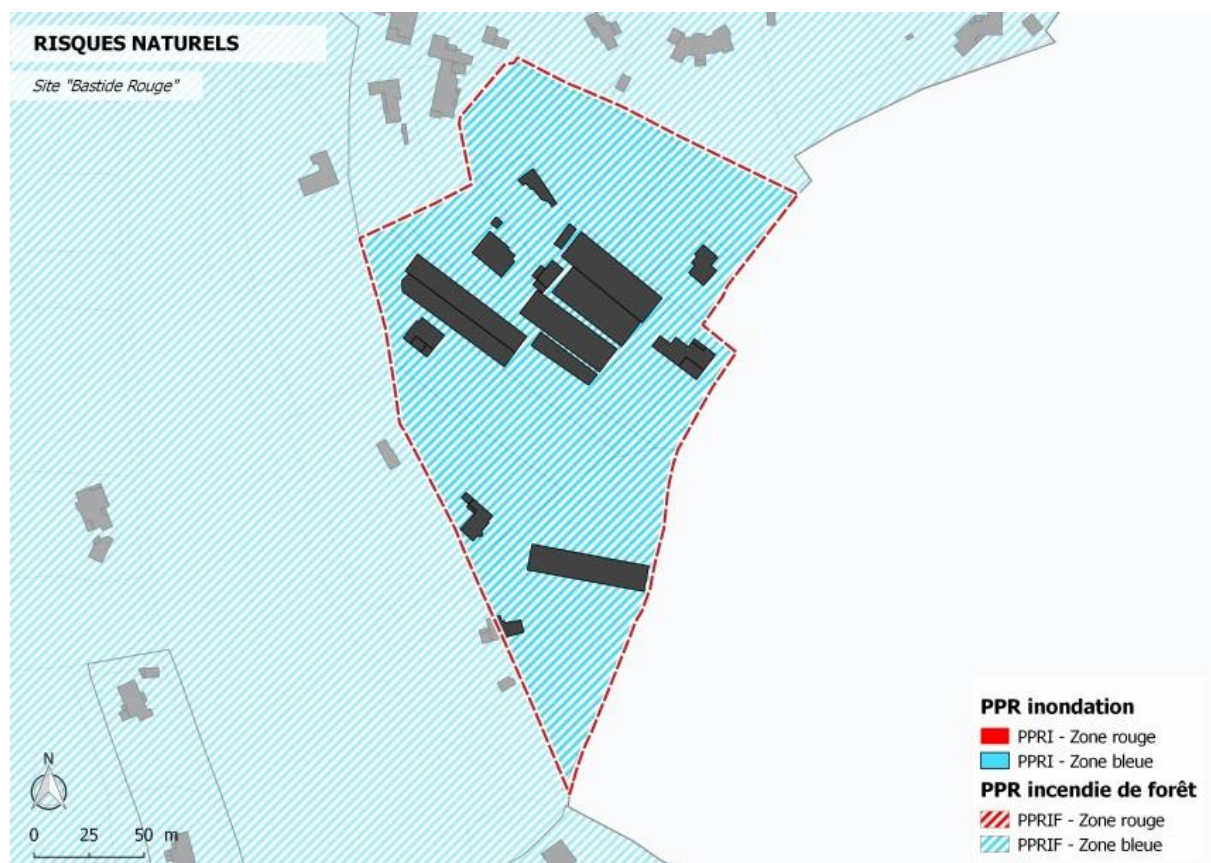 RISQUES NATURELS
Site "Bastide Rouge"
PPR inondation
PPRI - Zone rouge
PPRI - Zone bleue
PPR incendie de forêt
PPRIF - Zone rouge
PPRIF - Zone bleue
N
0 25 50 m